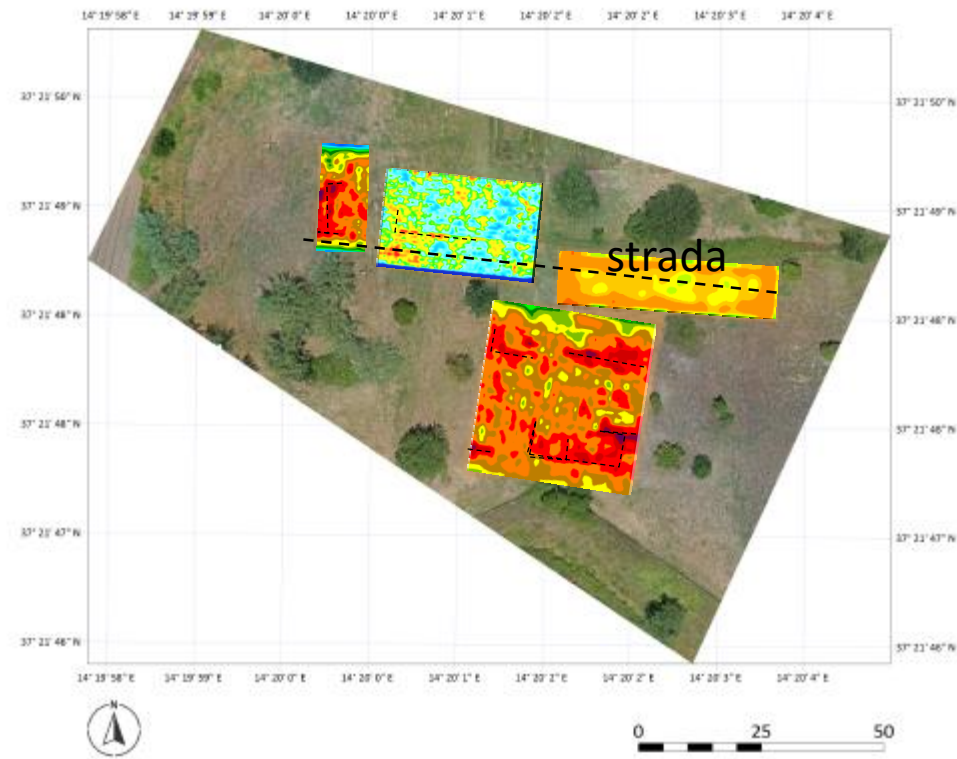 14° 19' 58" E 14° 19' 59" E 14° 20' 0" E 14° 20' 0" E 14° 20' 1" E 14° 20' 2" E 14° 20' 2" E 14° 20' 3" E 14° 20' 4" E
37° 21' 50" N 37° 21' 50" N
37° 21' 49" N 37° 21' 49" N
strada
37° 21' 48" N 37° 21' 48" N
37° 21' 48" N 37° 21' 48" N
37° 21' 47" N 37° 21' 47" N
37° 21' 46" N 37° 21' 46" N
14° 19' 58" E 14° 19' 59" E 14° 20' 0" E 14° 20' 0" E 14° 20' 1" E 14° 20' 2" E 14° 20' 2" E 14° 20' 3" E 14° 20' 4" E
N
0 25 50